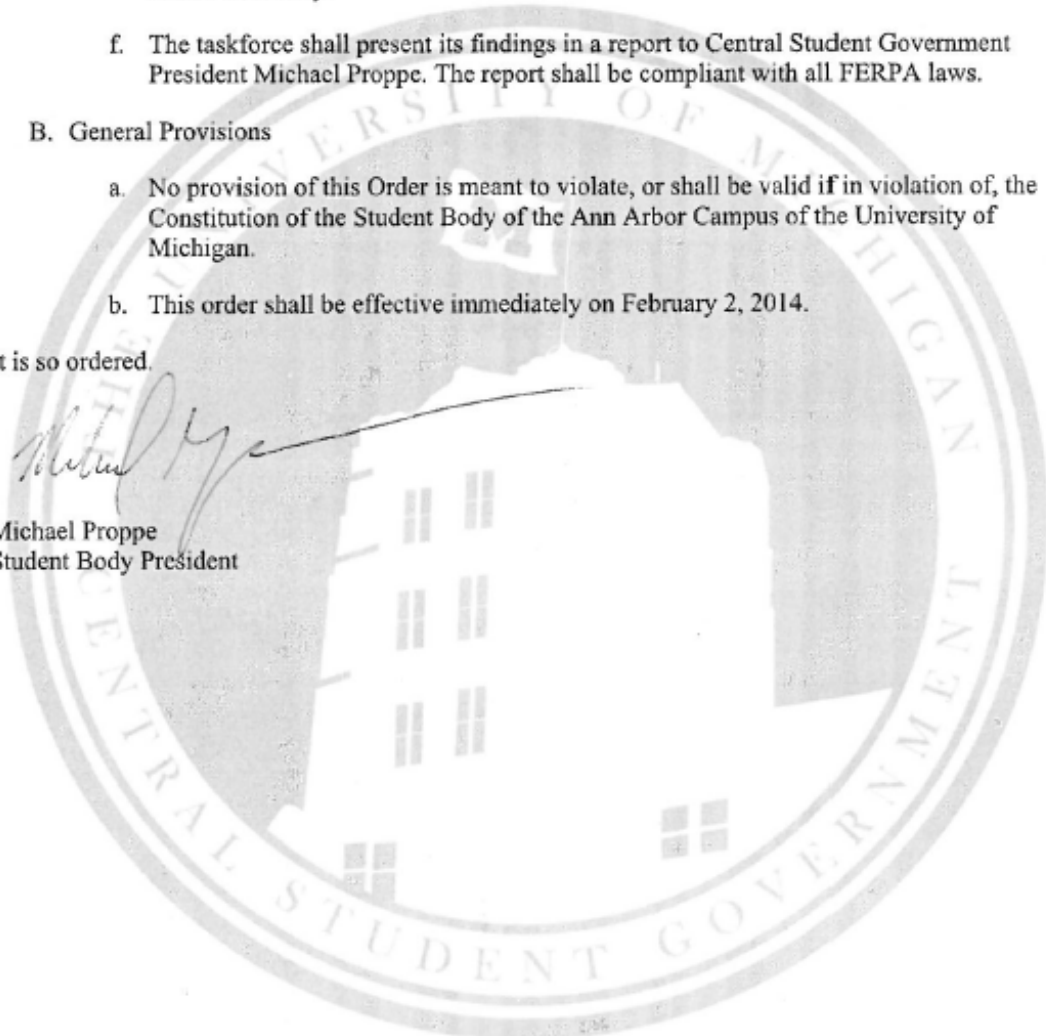 f. The taskforce shall present its findings in a report to Central Student Government
President Michael Proppe. The report shall be compliant with all FERPA laws.
B. General Provisions
a. No provision of this Order is meant to violate, or shall be valid if in violation of, the
Constitution of the Student Body of the Ann Arbor Campus of the University of
Michigan.
b. This order shall be effective immediately on February 2, 2014.
t is so ordered.
Michael Proppe
Student Body President
THE UNIVERSITY OF MICHIGAN
CENTRAL STUDENT GOVERNMENT